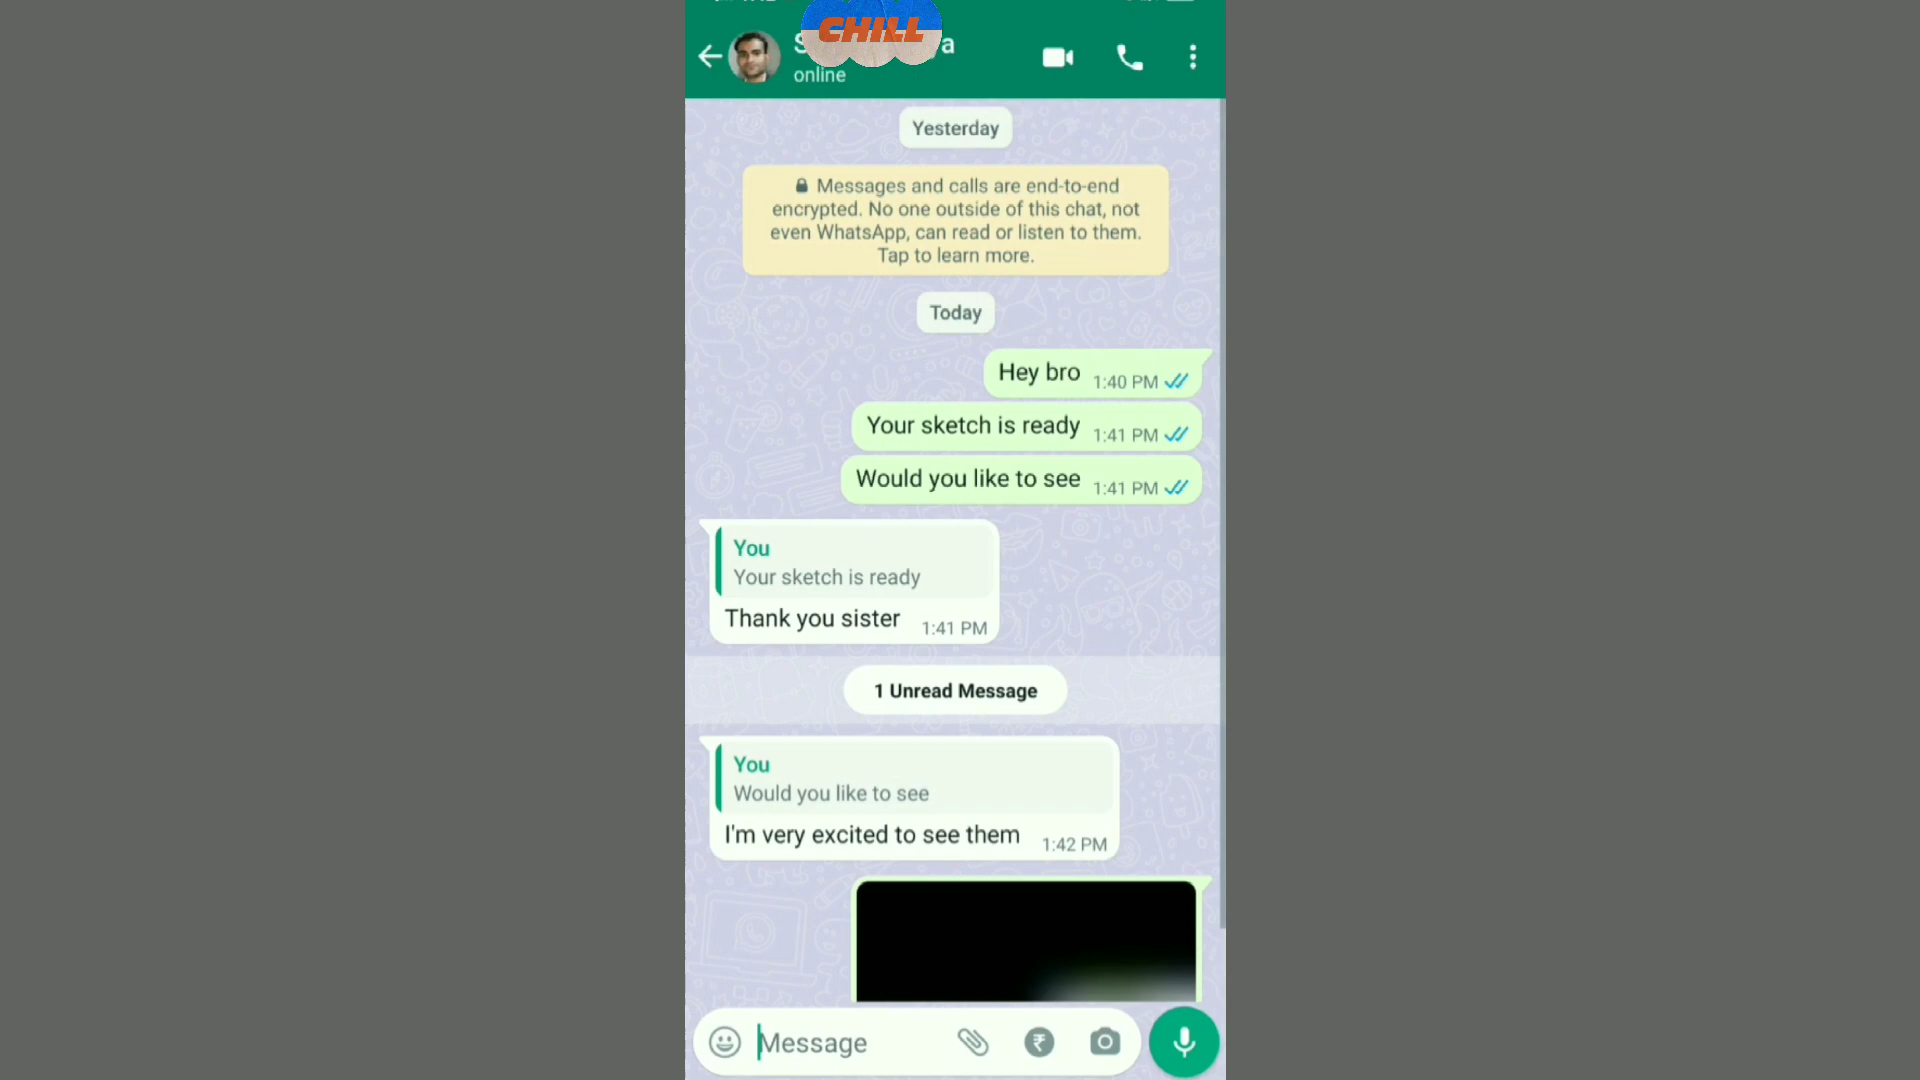 CHILL
online
Yesterday
Messages and calls are end-to-end
encrypted. No one outside of this chat, not
even WhatsApp, can read or listen to them.
Tap to learn more.
Today
Hey bro 1:40 PM
Your sketch is ready 1:41 PM
Would you like to see 1:41 PM
You
Your sketch is ready
Thank you sister 1:41 PM
1 Unread Message
You
Would you like to see
I'm very excited to see them 1:42 PM
Message